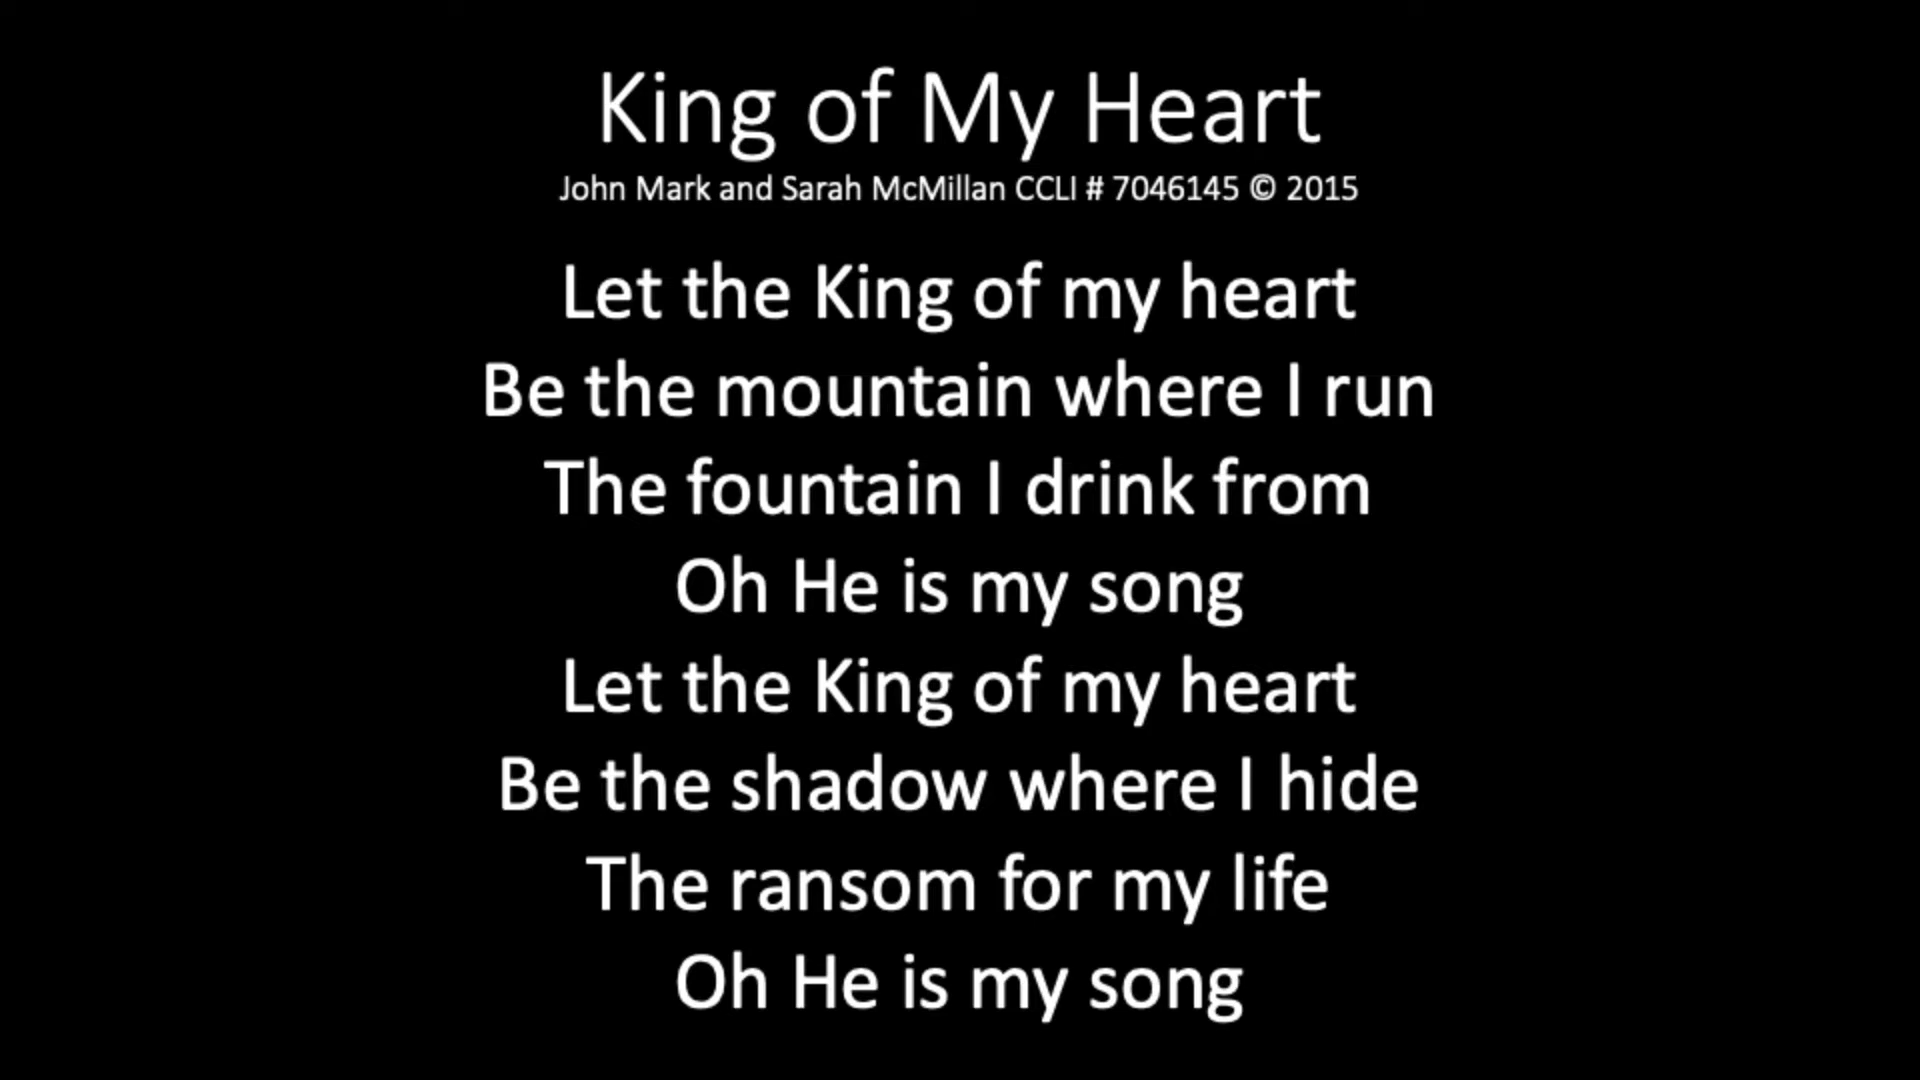 King of My Heart
John Mark and Sarah McMillan CCLI # 7046145 © 2015
Let the King of my heart
Be the mountain where I run
The fountain I drink from
Oh He is my song
Let the King of my heart
Be the shadow where I hide
The ransom for my life
Oh He is my song